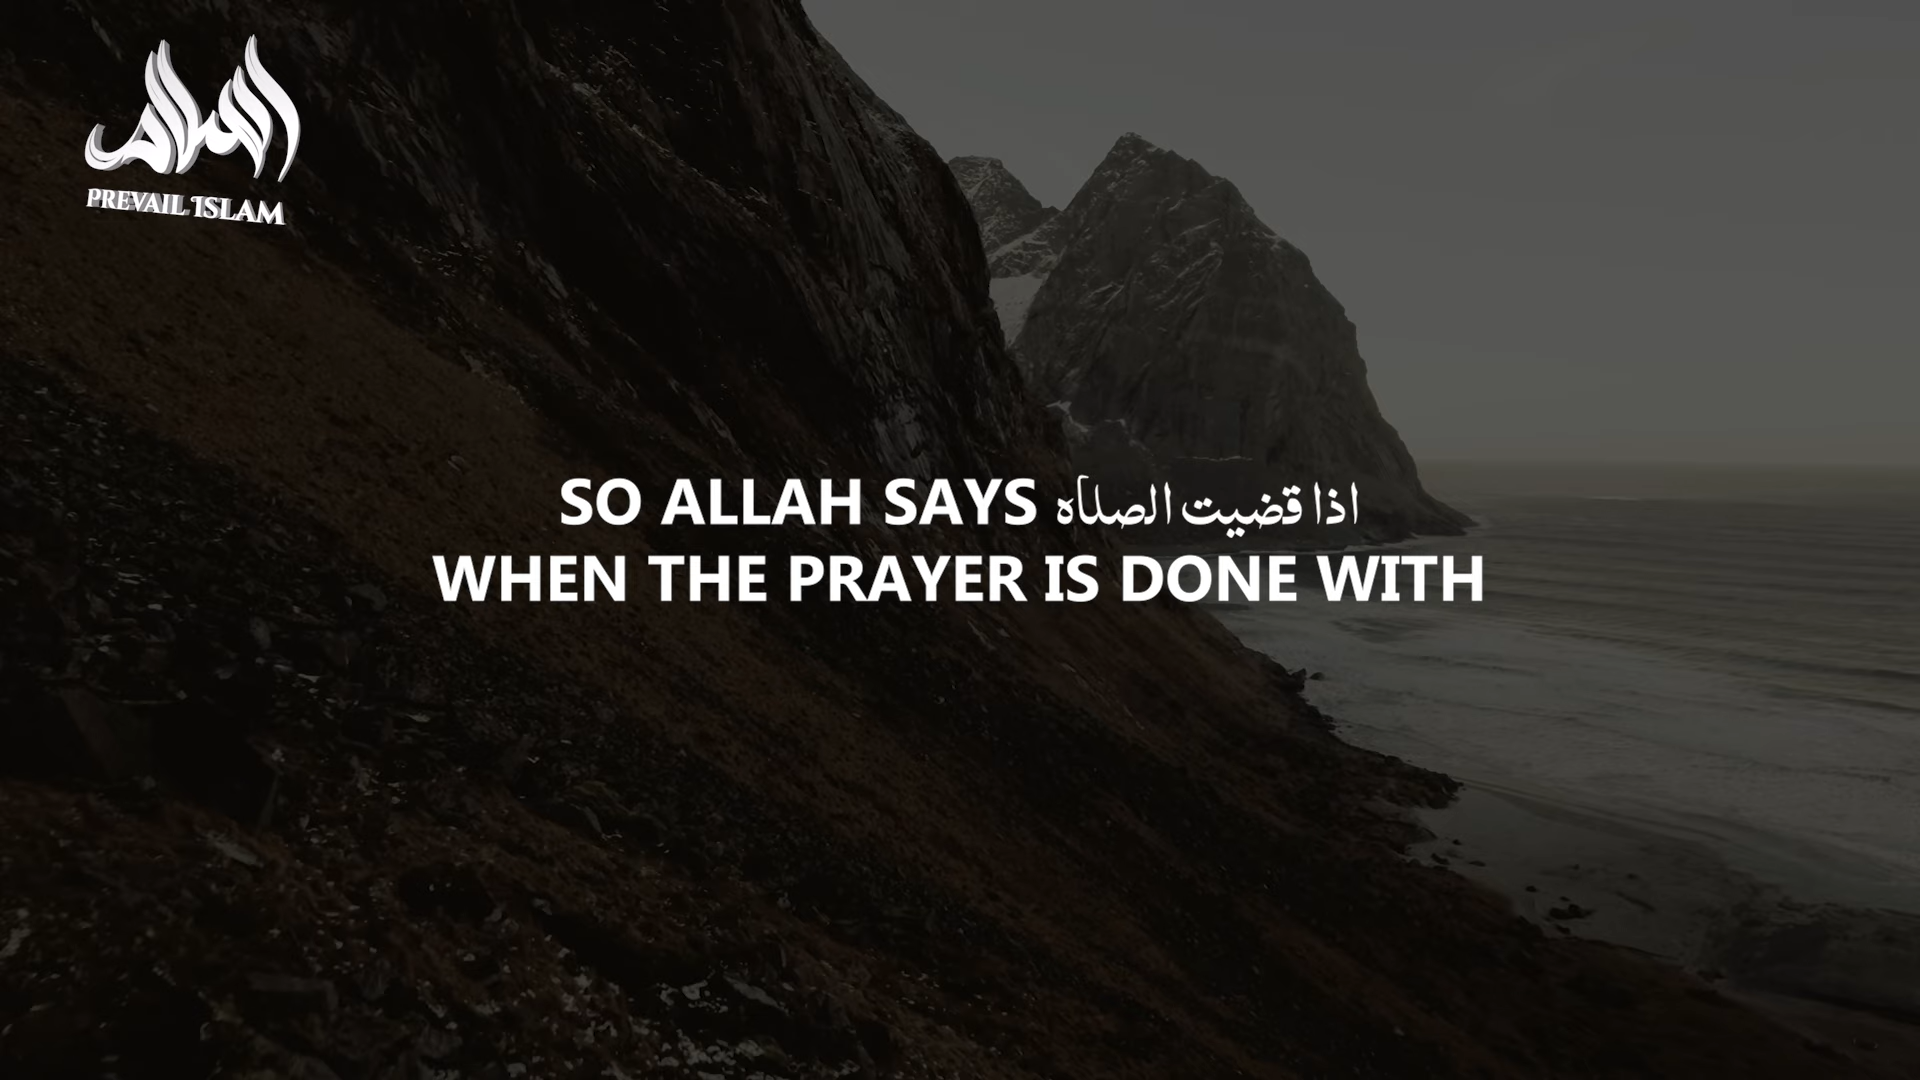 PREVAIL ISLAM
SO ALLAH SAYS اذا قضيت الصلاه
WHEN THE PRAYER IS DONE WITH